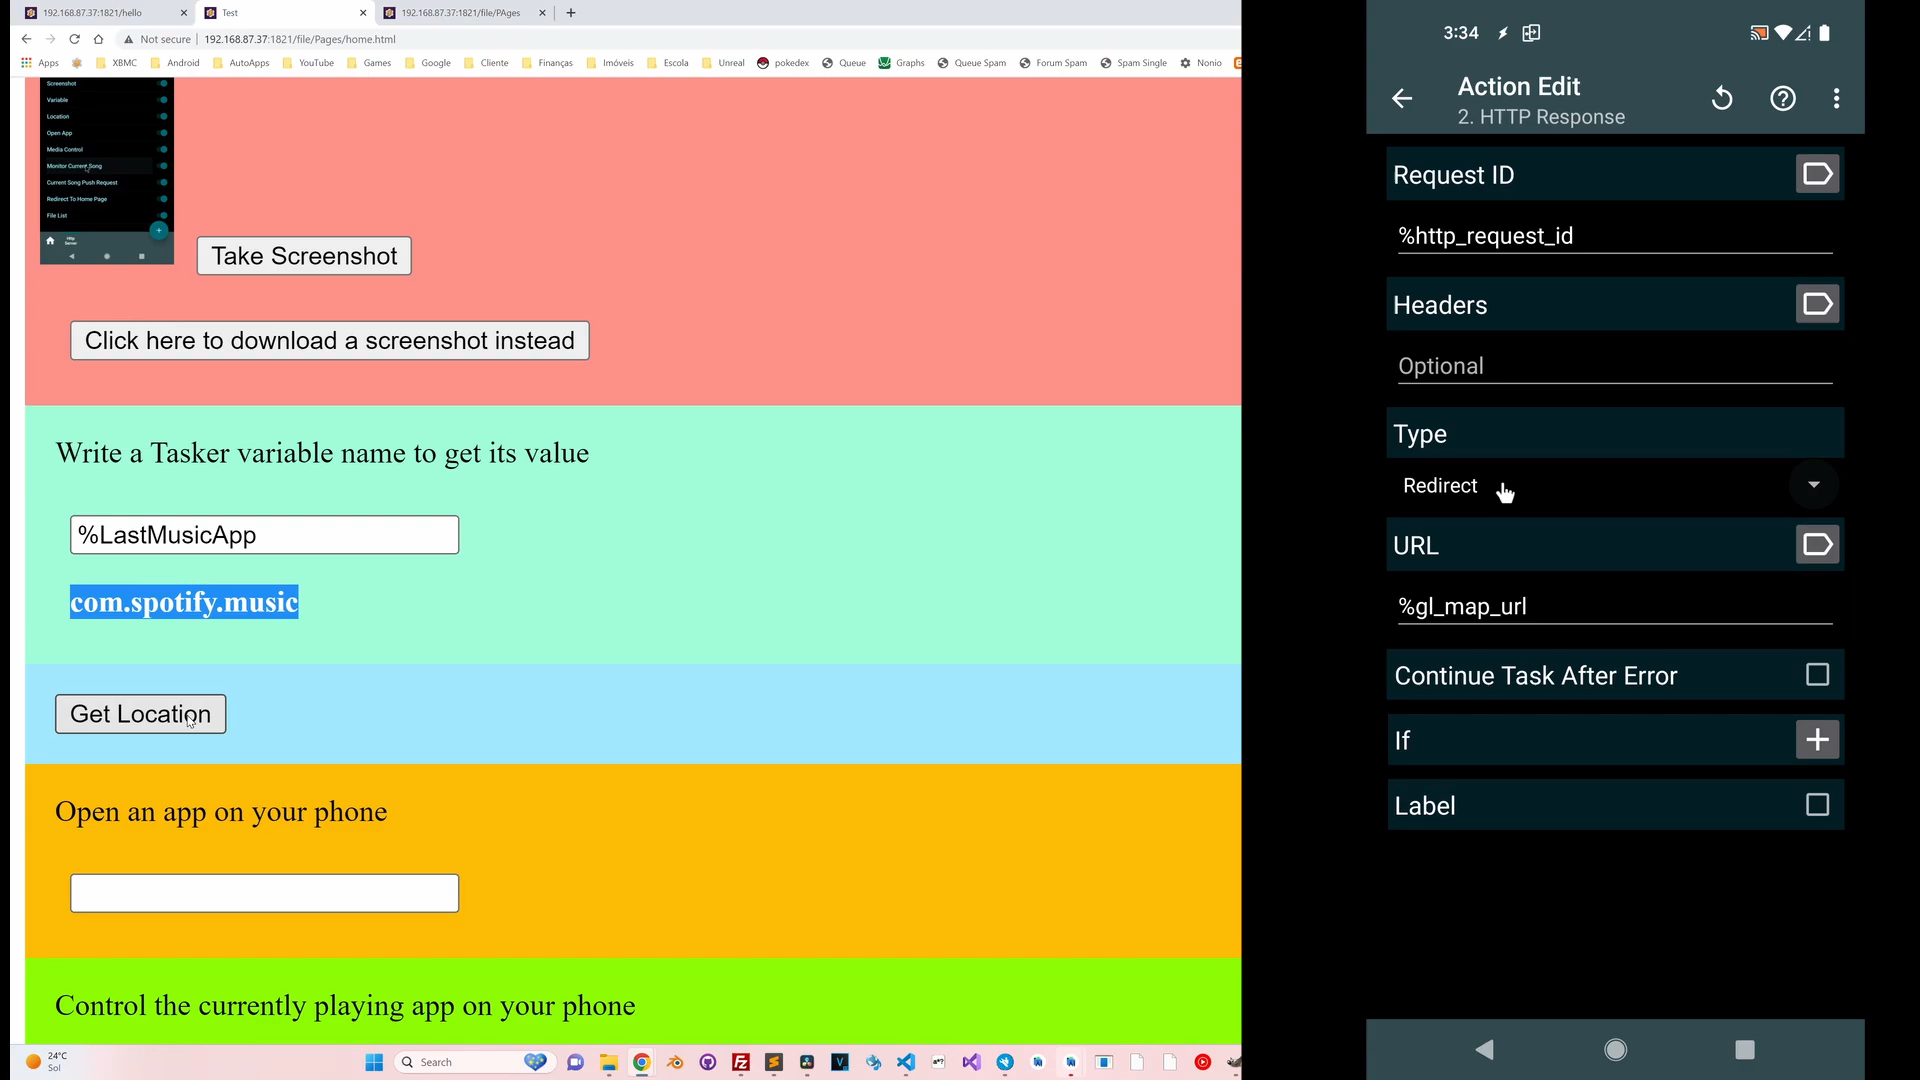 192.168.87.37:1821/hello
Test
192.168.87.37:1821/file/PAges
Not secure
192.168.87.37:1821/file/Pages/home.html
Apps
XBMC
Android
AutoApps
YouTube
Games
Google
Cliente
Finanças
Imóveis
Escola
Unreal
pokedex
Queue
Graphs
Queue Spam
Forum Spam
Spam Single
Nonio
Screenshot
Variable
Location
Open App
Media Control
Monitor Current Song
Current Song Push Request
Redirect To Home Page
File List
Http
Server
Take Screenshot
Click here to download a screenshot instead
Write a Tasker variable name to get its value
%LastMusicApp
com.spotify.music
Get Location
Open an app on your phone
Control the currently playing app on your phone
24°C
Sol
Search
3:34
Action Edit
2. HTTP Response
Request ID
%http_request_id
Headers
Optional
Type
Redirect
URL
%gl_map_url
Continue Task After Error
If
Label